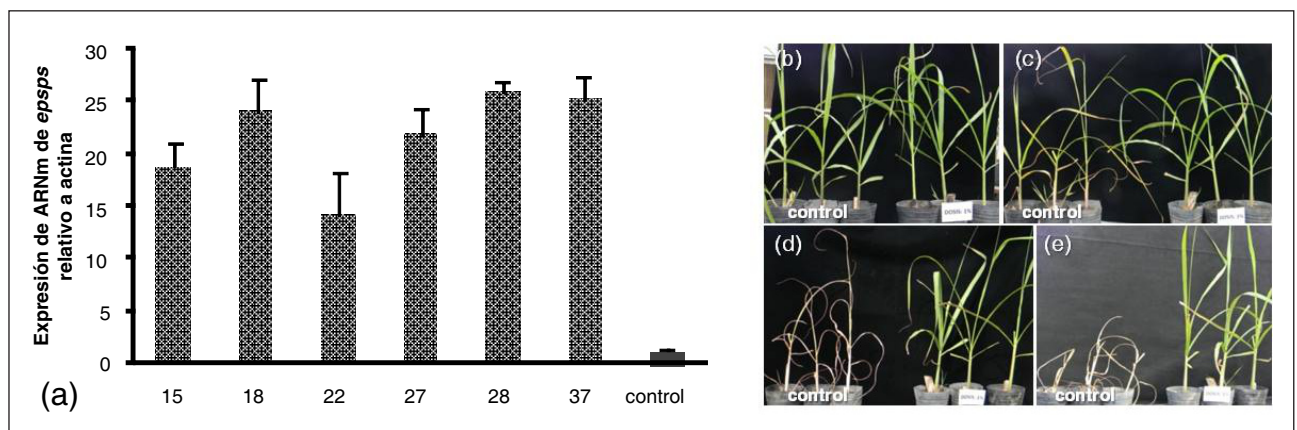 Expresión de ARNm de epsps
relativo a actina
30
25
20
15
10
5
0
15 18 22 27 28 37 control
(a)
(b)
control
(c)
control
(d)
control
(e)
control